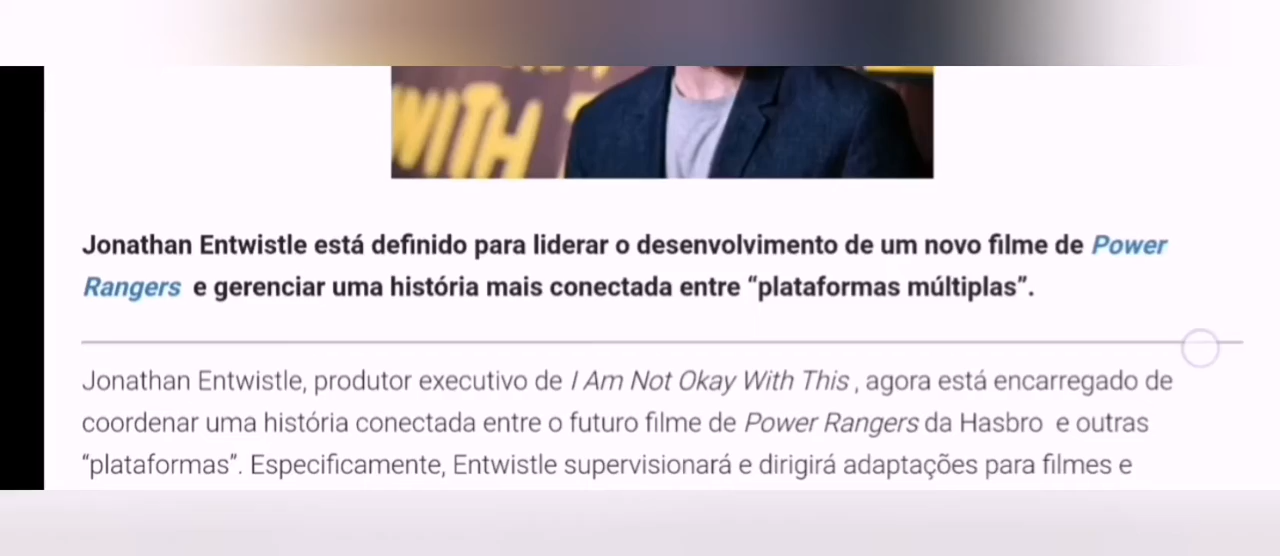 WITH
Jonathan Entwistle está definido para liderar o desenvolvimento de um novo filme de Power
Rangers e gerenciar uma história mais conectada entre “plataformas múltiplas”.
Jonathan Entwistle, produtor executivo de I Am Not Okay With This , agora está encarregado de
coordenar uma história conectada entre o futuro filme de Power Rangers da Hasbro e outras
“plataformas”. Especificamente, Entwistle supervisionará e dirigirá adaptações para filmes e